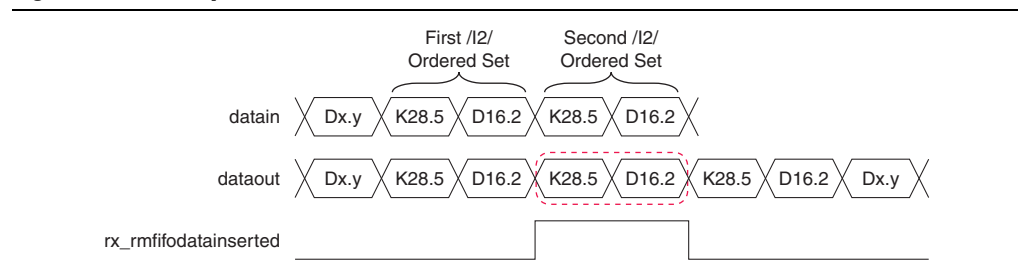 First /I2/ Second /I2/
Ordered Set Ordered Set
datain Dx.y K28.5 D16.2 K28.5 D16.2
dataout Dx.y K28.5 D16.2 K28.5 D16.2 K28.5 D16.2 Dx.y
rx_rmfifodatainserted